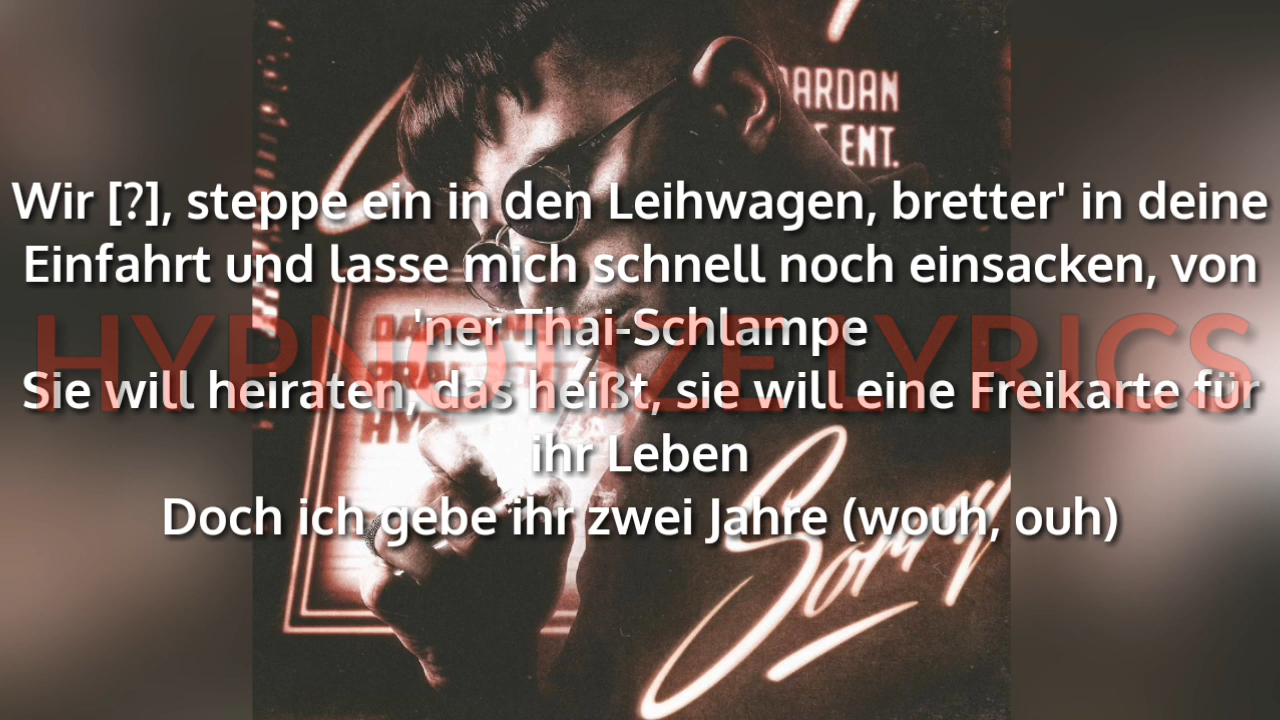 Wir [?], steppe ein in den Leihwagen, bretter' in deine
Einfahrt und lasse mich schnell noch einsacken, von
'ner Thai-Schlampe
Sie will heiraten, das heißt, sie will eine Freikarte für
ihr Leben
Doch ich gebe ihr zwei Jahre (wouh, ouh)
HYPNOTIZE LYRICS
DARDAN
ENT.
Sorry